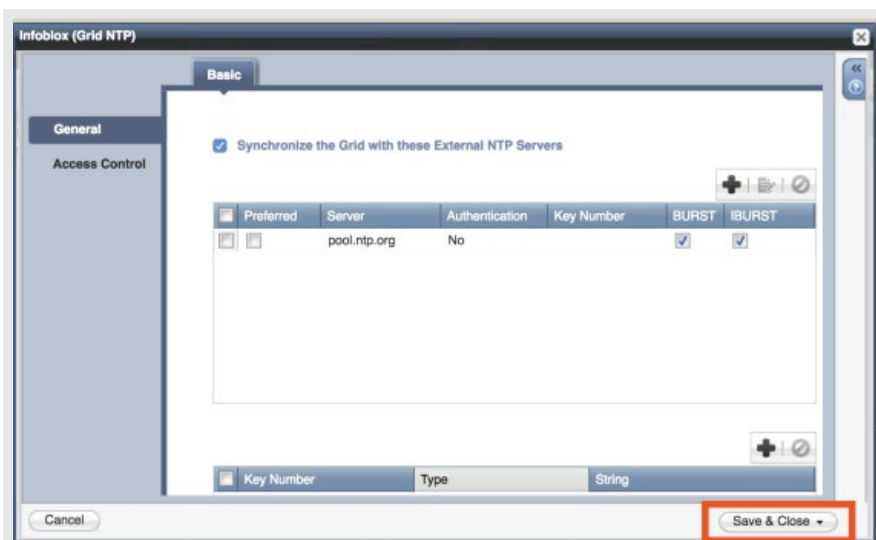 Infoblox (Grid NTP)
Basic
General
Access Control
Synchronize the Grid with these External NTP Servers
Preferred Server Authentication Key Number BURST IBURST
pool.ntp.org No
Key Number Type String
Cancel Save & Close